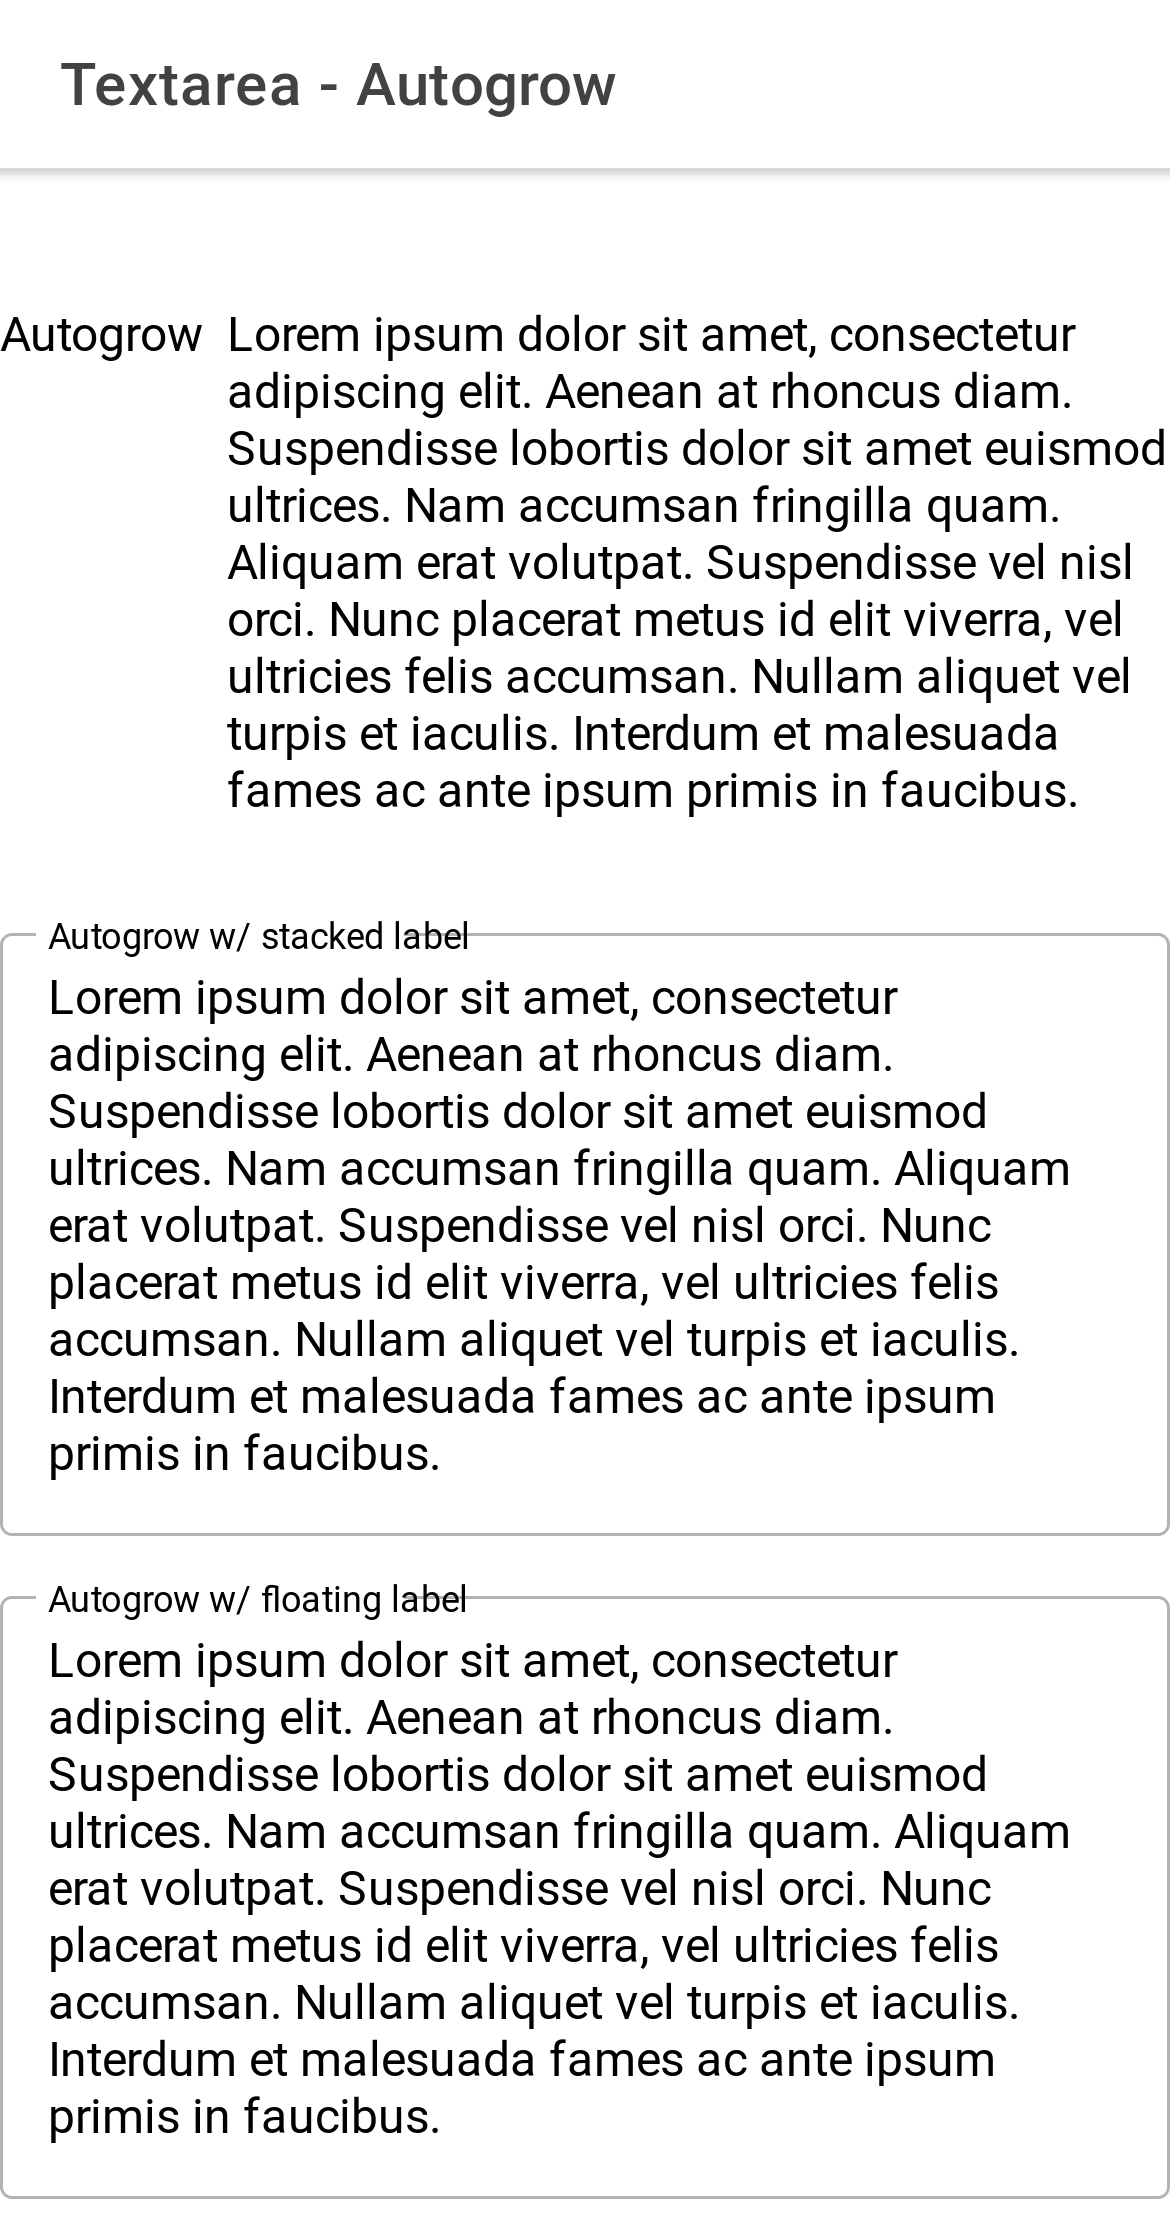 Textarea - Autogrow
Autogrow
Lorem ipsum dolor sit amet, consectetur
adipiscing elit. Aenean at rhoncus diam.
Suspendisse lobortis dolor sit amet euismod
ultrices. Nam accumsan fringilla quam.
Aliquam erat volutpat. Suspendisse vel nisl
orci. Nunc placerat metus id elit viverra, vel
ultricies felis accumsan. Nullam aliquet vel
turpis et iaculis. Interdum et malesuada
fames ac ante ipsum primis in faucibus.
Autogrow w/ stacked label
Lorem ipsum dolor sit amet, consectetur
adipiscing elit. Aenean at rhoncus diam.
Suspendisse lobortis dolor sit amet euismod
ultrices. Nam accumsan fringilla quam. Aliquam
erat volutpat. Suspendisse vel nisl orci. Nunc
placerat metus id elit viverra, vel ultricies felis
accumsan. Nullam aliquet vel turpis et iaculis.
Interdum et malesuada fames ac ante ipsum
primis in faucibus.
Autogrow w/ floating label
Lorem ipsum dolor sit amet, consectetur
adipiscing elit. Aenean at rhoncus diam.
Suspendisse lobortis dolor sit amet euismod
ultrices. Nam accumsan fringilla quam. Aliquam
erat volutpat. Suspendisse vel nisl orci. Nunc
placerat metus id elit viverra, vel ultricies felis
accumsan. Nullam aliquet vel turpis et iaculis.
Interdum et malesuada fames ac ante ipsum
primis in faucibus.